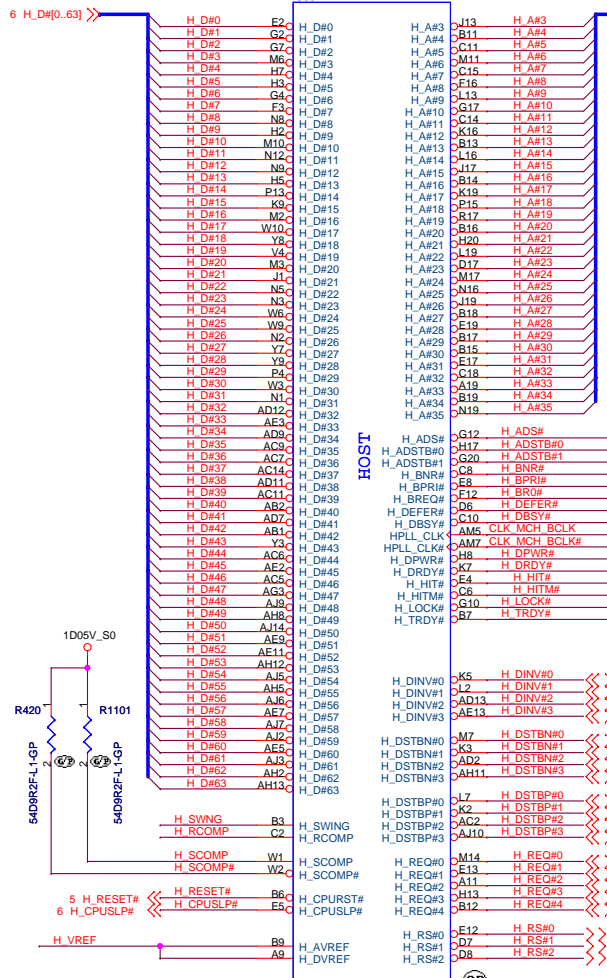 6 H_D#[0..63]
H_D#0 E2 H_D#0
H_D#1 G2 H_D#1
H_D#2 G7 H_D#2
H_D#3 M6 H_D#3
H_D#4 H7 H_D#4
H_D#5 H3 H_D#5
H_D#6 G4 H_D#6
H_D#7 F3 H_D#7
H_D#8 N8 H_D#8
H_D#9 H2 H_D#9
H_D#10 M10 H_D#10
H_D#11 N12 H_D#11
H_D#12 N9 H_D#12
H_D#13 H5 H_D#13
H_D#14 P13 H_D#14
H_D#15 K9 H_D#15
H_D#16 M2 H_D#16
H_D#17 W10 H_D#17
H_D#18 Y8 H_D#18
H_D#19 V4 H_D#19
H_D#20 M3 H_D#20
H_D#21 J1 H_D#21
H_D#22 N5 H_D#22
H_D#23 N3 H_D#23
H_D#24 W6 H_D#24
H_D#25 W9 H_D#25
H_D#26 N2 H_D#26
H_D#27 Y7 H_D#27
H_D#28 Y9 H_D#28
H_D#29 P4 H_D#29
H_D#30 W3 H_D#30
H_D#31 N1 H_D#31
H_D#32 AD12 H_D#32
H_D#33 AE3 H_D#33
H_D#34 AD9 H_D#34
H_D#35 AC9 H_D#35
H_D#36 AC7 H_D#36
H_D#37 AC14 H_D#37
H_D#38 AD11 H_D#38
H_D#39 AC11 H_D#39
H_D#40 AB2 H_D#40
H_D#41 AD7 H_D#41
H_D#42 AB1 H_D#42
H_D#43 Y3 H_D#43
H_D#44 AC6 H_D#44
H_D#45 AE2 H_D#45
H_D#46 AC5 H_D#46
H_D#47 AG3 H_D#47
H_D#48 AJ9 H_D#48
H_D#49 AH8 H_D#49
H_D#50 AJ14 H_D#50
H_D#51 AE9 H_D#51
H_D#52 AE11 H_D#52
H_D#53 AH12 H_D#53
H_D#54 AJ5 H_D#54
H_D#55 AH5 H_D#55
H_D#56 AJ6 H_D#56
H_D#57 AE7 H_D#57
H_D#58 AJ7 H_D#58
H_D#59 AJ2 H_D#59
H_D#60 AE5 H_D#60
H_D#61 AJ3 H_D#61
H_D#62 AH2 H_D#62
H_D#63 AH13 H_D#63
1D05V_S0
R420
1
2
54D9R2F-L1-GP
R1101
1
2
54D9R2F-L1-GP
H_SWNG B3 H_SWING
H_RCOMP C2 H_RCOMP
H_SCOMP W1 H_SCOMP
H_SCOMP# W2 H_SCOMP#
5 H_RESET# H_RESET# B6 H_CPURST#
6 H_CPUSLP# H_CPUSLP# E5 H_CPUSLP#
H_VREF B9 H_AVREF
A9 H_DVREF
HOST
H_A#3 J13 H_A#3
H_A#4 B11 H_A#4
H_A#5 C11 H_A#5
H_A#6 M11 H_A#6
H_A#7 C15 H_A#7
H_A#8 F16 H_A#8
H_A#9 L13 H_A#9
H_A#10 G17 H_A#10
H_A#11 C14 H_A#11
H_A#12 K16 H_A#12
H_A#13 B13 H_A#13
H_A#14 L16 H_A#14
H_A#15 J17 H_A#15
H_A#16 B14 H_A#16
H_A#17 K19 H_A#17
H_A#18 P15 H_A#18
H_A#19 R17 H_A#19
H_A#20 B16 H_A#20
H_A#21 H20 H_A#21
H_A#22 L19 H_A#22
H_A#23 D17 H_A#23
H_A#24 M17 H_A#24
H_A#25 N16 H_A#25
H_A#26 J19 H_A#26
H_A#27 B18 H_A#27
H_A#28 E19 H_A#28
H_A#29 B17 H_A#29
H_A#30 B15 H_A#30
H_A#31 E17 H_A#31
H_A#32 C18 H_A#32
H_A#33 A19 H_A#33
H_A#34 B19 H_A#34
H_A#35 N19 H_A#35
H_ADS# G12 H_ADS#
H_ADSTB#0 H17 H_ADSTB#0
H_ADSTB#1 G20 H_ADSTB#1
H_BNR# C8 H_BNR#
H_BPRI# E8 H_BPRI#
H_BREQ# F12 H_BR0#
H_DEFER# D6 H_DEFER#
H_DBSY# C10 H_DBSY#
HPLL_CLK AM5 CLK_MCH_BCLK
HPLL_CLK# AM7 CLK_MCH_BCLK#
H_DPWR# H8 H_DPWR#
H_DRDY# K7 H_DRDY#
H_HIT# E4 H_HIT#
H_HITM# C6 H_HITM#
H_LOCK# G10 H_LOCK#
H_TRDY# B7 H_TRDY#
H_DINV#0 K5 H_DINV#0
H_DINV#1 L2 H_DINV#1
H_DINV#2 AD13 H_DINV#2
H_DINV#3 AE13 H_DINV#3
H_DSTBN#0 M7 H_DSTBN#0
H_DSTBN#1 K3 H_DSTBN#1
H_DSTBN#2 AD2 H_DSTBN#2
H_DSTBN#3 AH11 H_DSTBN#3
H_DSTBP#0 L7 H_DSTBP#0
H_DSTBP#1 K2 H_DSTBP#1
H_DSTBP#2 AC2 H_DSTBP#2
H_DSTBP#3 AJ10 H_DSTBP#3
H_REQ#0 M14 H_REQ#0
H_REQ#1 E13 H_REQ#1
H_REQ#2 A11 H_REQ#2
H_REQ#3 H13 H_REQ#3
H_REQ#4 B12 H_REQ#4
H_RS#0 E12 H_RS#0
H_RS#1 D7 H_RS#1
H_RS#2 D8 H_RS#2